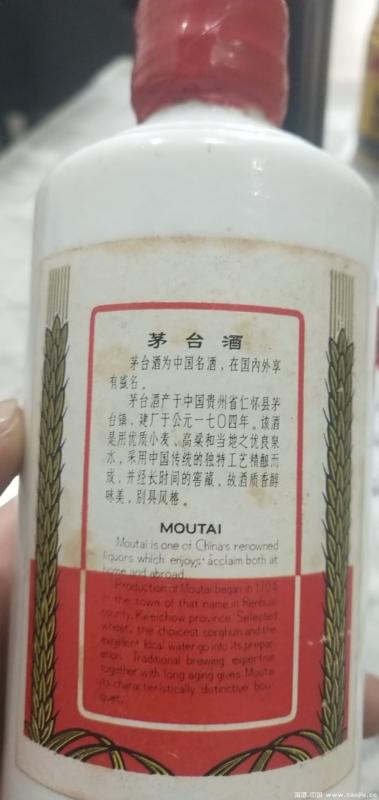 茅台酒
茅台酒为中国名酒，在国内外享
有盛名。
茅台酒产于中国贵州省仁怀县茅
台镇、建厂于公元一七〇四年。该酒
是用优质小麦、高粱和当地之优良泉
水，采用中国传统的独特工艺精酿而
成，并经长时间的窖藏，故酒质香醇
味美，别具风格。
MOUTAI
Moutai is one of China's renowned
liquors which enjoys acclaim both at
home and abroad.
Production of Moutai began in 1704
in the town of that name in Renhuai
county, Kweichow province. Selected
wheat, the choicest sorghum and the
excellent local water go into its prepar-
ation. Traditional brewing expertise
together with long aging gives Moutai
its characteristically distinctive bou-
quet.
www.caojiu.cc